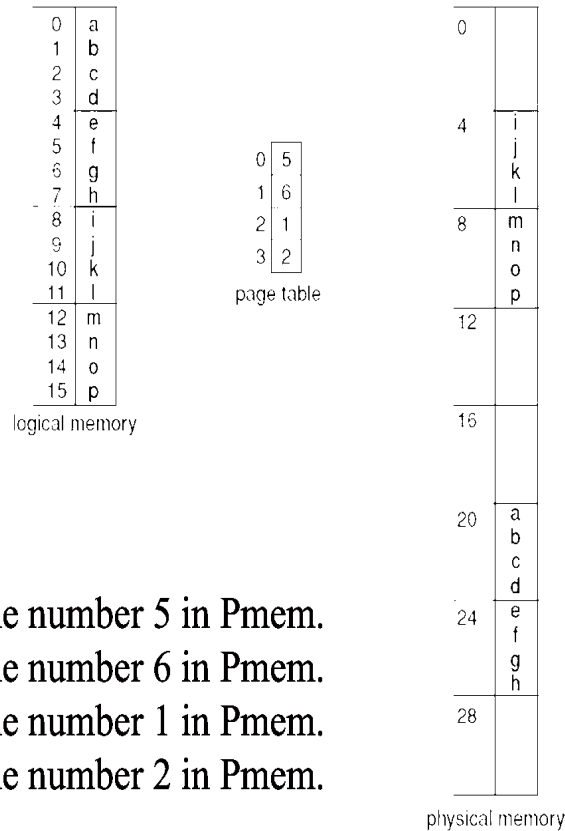 0 a
1 b
2 c
3 d
4 e
5 f
6 g
7 h
8 i
9 j
10 k
11 l
12 m
13 n
14 o
15 p
logical memory
0 5
1 6
2 1
3 2
page table
0
4 i
j
k
l
8 m
n
o
p
12
16
20 a
b
c
d
24 e
f
g
h
28
physical memory
number 5 in Pmem.
number 6 in Pmem.
number 1 in Pmem.
number 2 in Pmem.